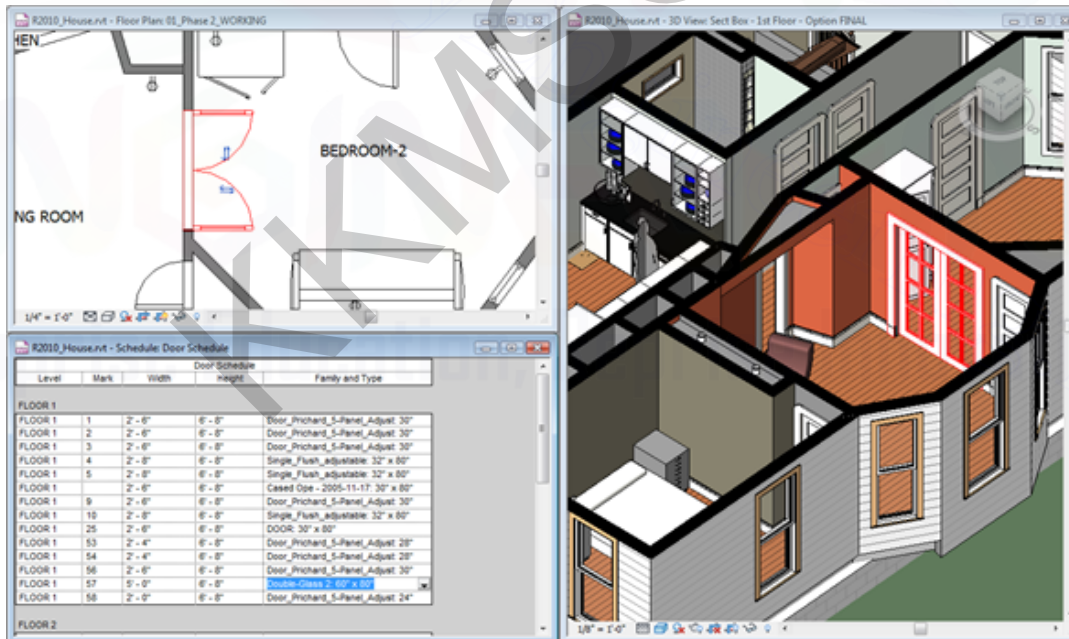 R2010_House.rvt - Floor Plan: 01_Phase 2_WORKING
HEN
BEDROOM-2
NG ROOM
1/4" = 1'-0"
R2010_House.rvt - Schedule: Door Schedule
Door Schedule
Level Mark Width Height Family and Type
FLOOR 1
FLOOR 1 1 2' - 6" 6' - 8" Door_Prichard_5-Panel_Adjust: 30"
FLOOR 1 2 2' - 6" 6' - 8" Door_Prichard_5-Panel_Adjust: 30"
FLOOR 1 3 2' - 6" 6' - 8" Door_Prichard_5-Panel_Adjust: 30"
FLOOR 1 4 2' - 8" 6' - 8" Single_Flush_adjustable: 32" x 80"
FLOOR 1 5 2' - 8" 6' - 8" Single_Flush_adjustable: 32" x 80"
FLOOR 1 2' - 6" 6' - 8" Cased Ope - 2005-11-17: 30" x 80"
FLOOR 1 9 2' - 6" 6' - 8" Door_Prichard_5-Panel_Adjust: 30"
FLOOR 1 10 2' - 8" 6' - 8" Single_Flush_adjustable: 32" x 80"
FLOOR 1 25 2' - 6" 6' - 8" DOOR: 30" x 80"
FLOOR 1 53 2' - 4" 6' - 8" Door_Prichard_5-Panel_Adjust: 28"
FLOOR 1 54 2' - 4" 6' - 8" Door_Prichard_5-Panel_Adjust: 28"
FLOOR 1 56 2' - 6" 6' - 8" Door_Prichard_5-Panel_Adjust: 30"
FLOOR 1 57 5' - 0" 6' - 8" Double-Glass 2: 60" x 80"
FLOOR 1 58 2' - 0" 6' - 8" Door_Prichard_5-Panel_Adjust: 24"
FLOOR 2
R2010_House.rvt - 3D View: Sect Box - 1st Floor - Option FINAL
1/8" = 1'-0"
KKMS